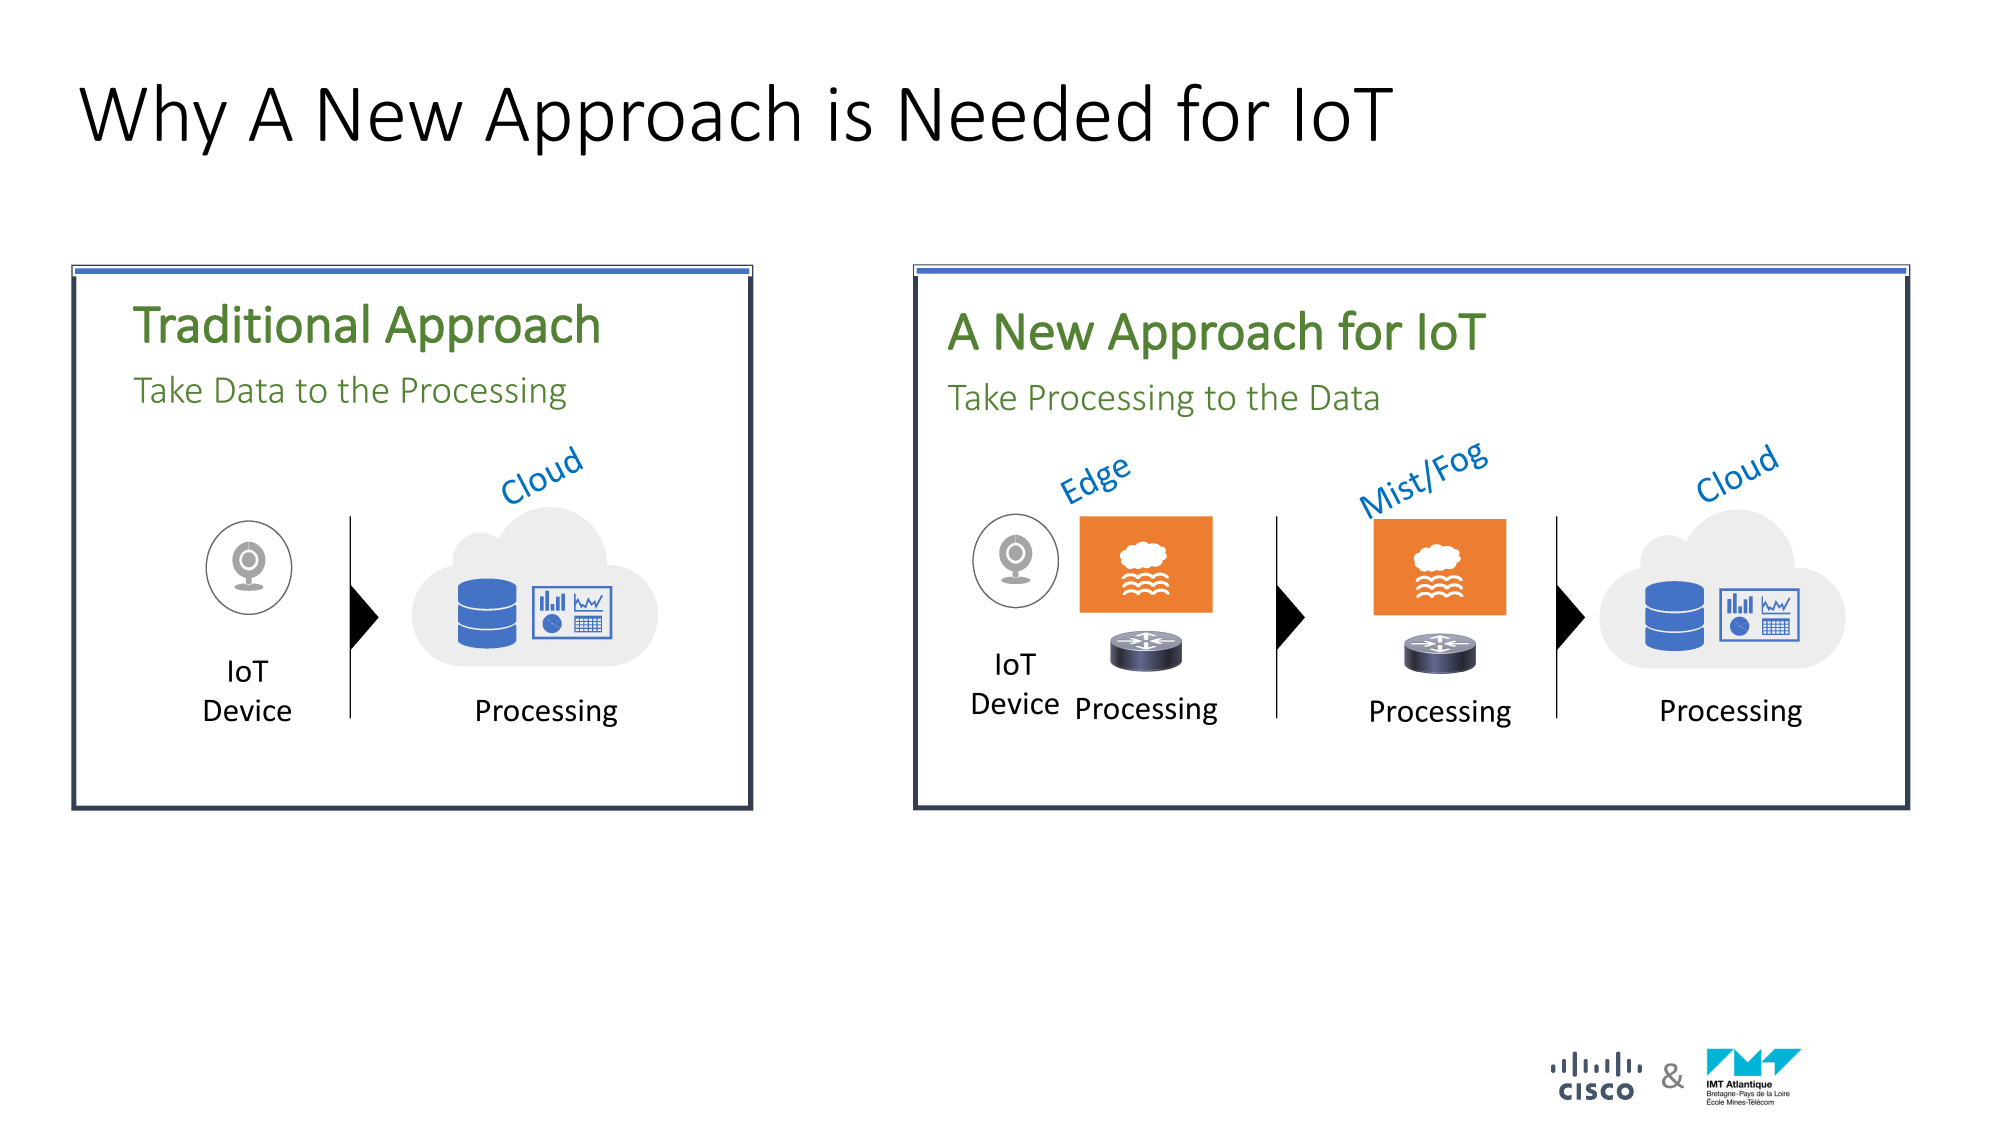 Why A New Approach is Needed for IoT
Traditional Approach
Take Data to the Processing
Cloud
IoT
Device
Processing
A New Approach for IoT
Take Processing to the Data
Edge
Mist/Fog
Cloud
IoT
Device
Processing
Processing
Processing
CISCO
&
IMT Atlantique
Bretagne-Pays de la Loire
École Mines-Télécom